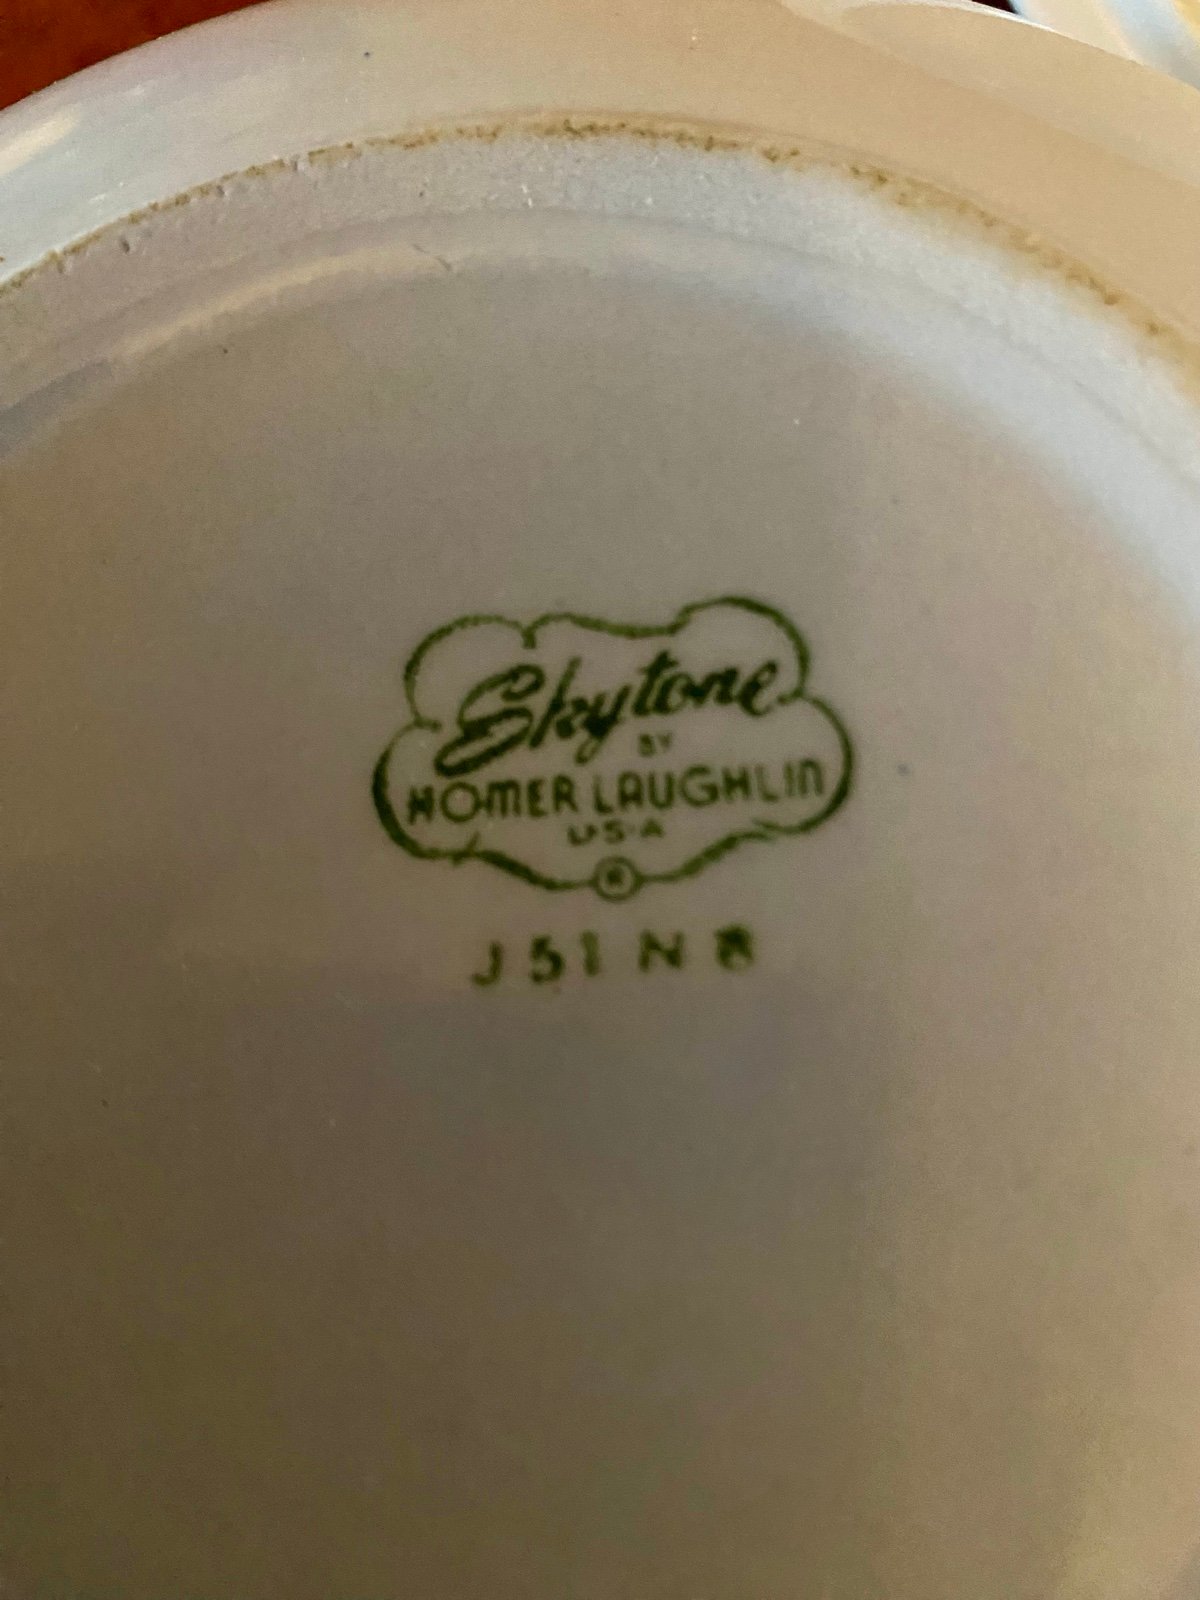 Skytone
BY
HOMER LAUGHLIN
U·S·A
®
J 51 N 8